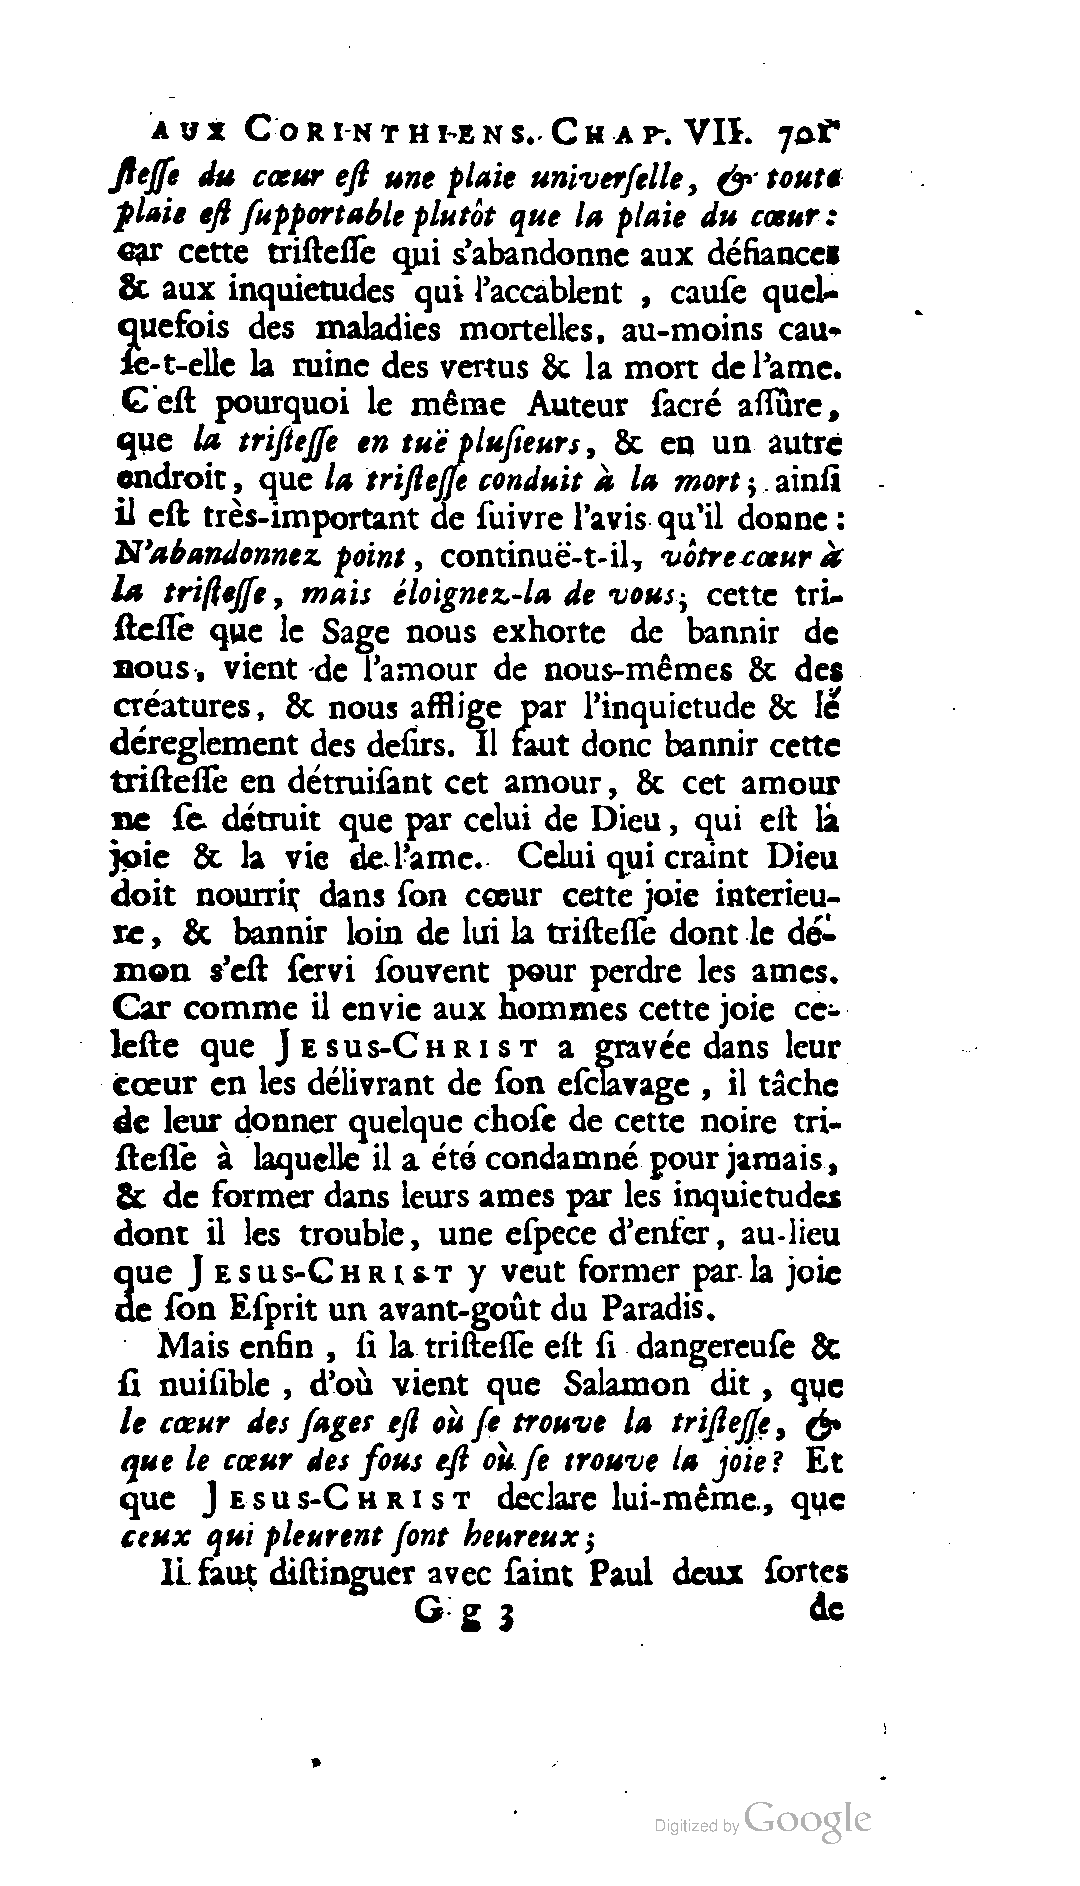 AUX CORINTHIENS. CHAP. VII. 701
ſteſſe du cœur eſt une plaie univerſelle, & toute
plaie eſt ſupportable plutôt que la plaie du cœur :
car cette triſteſſe qui s'abandonne aux défiances
& aux inquietudes qui l'accablent , cauſe quel-
quefois des maladies mortelles, au-moins cau-
ſe-t-elle la ruine des vertus & la mort de l'ame.
C'eſt pourquoi le même Auteur ſacré aſſûre,
que la triſteſſe en tuë pluſieurs, & en un autre
endroit, que la triſteſſe conduit à la mort ; ainſi
il eſt très-important de ſuivre l'avis qu'il donne :
N'abandonnez point, continuë-t-il, vôtre cœur à
la triſteſſe, mais éloignez-la de vous; cette tri-
ſteſſe que le Sage nous exhorte de bannir de
nous, vient de l'amour de nous-mêmes & des
créatures, & nous afflige par l'inquietude & le
déreglement des deſirs. Il faut donc bannir cette
triſteſſe en détruiſant cet amour, & cet amour
ne ſe détruit que par celui de Dieu, qui eſt la
joie & la vie de l'ame. Celui qui craint Dieu
doit nourrir dans ſon cœur cette joie interieu-
re, & bannir loin de lui la triſteſſe dont le dé-
mon s'eſt ſervi ſouvent pour perdre les ames.
Car comme il envie aux hommes cette joie ce-
leſte que JESUS-CHRIST a gravée dans leur
cœur en les délivrant de ſon eſclavage , il tâche
de leur donner quelque choſe de cette noire tri-
ſteſſe à laquelle il a été condamné pour jamais,
& de former dans leurs ames par les inquietudes
dont il les trouble, une eſpece d'enfer, au-lieu
que JESUS-CHRIST y veut former par la joie
de ſon Eſprit un avant-goût du Paradis.
Mais enfin , ſi la triſteſſe eſt ſi dangereuſe &
ſi nuiſible , d'où vient que Salamon dit , que
le cœur des ſages eſt où ſe trouve la triſteſſe, &
que le cœur des fous eſt où ſe trouve la joie? Et
que JESUS-CHRIST declare lui-même, que
ceux qui pleurent ſont heureux ;
Il faut diſtinguer avec ſaint Paul deux ſortes
G g 3 de
Digitized by Google